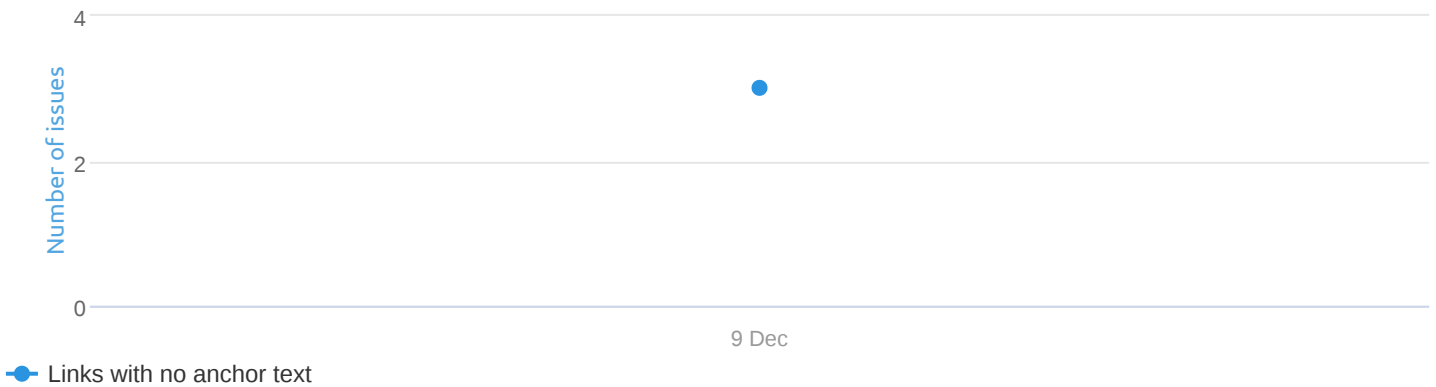 4
Number of issues
2
0
9 Dec
Links with no anchor text